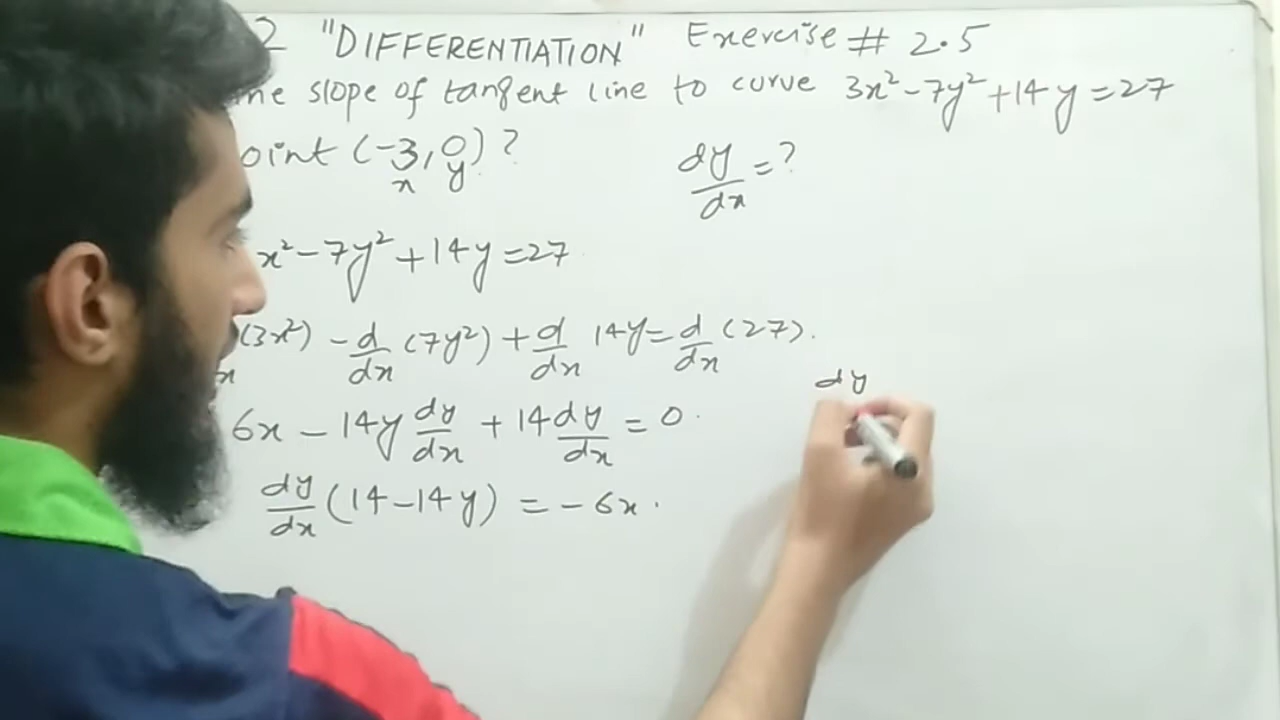 2 "DIFFERENTIATION" Exercise # 2.5
slope of tangent line to curve 3x²-7y²+14y=27
oint (-3,0)? dy/dx=?
x y
x²-7y²+14y=27
(3x²) - d/dx (7y²) + d/dx 14y = d/dx (27).
6x - 14y dy/dx + 14 dy/dx = 0.
dy/dx (14-14y) = -6x.
dy